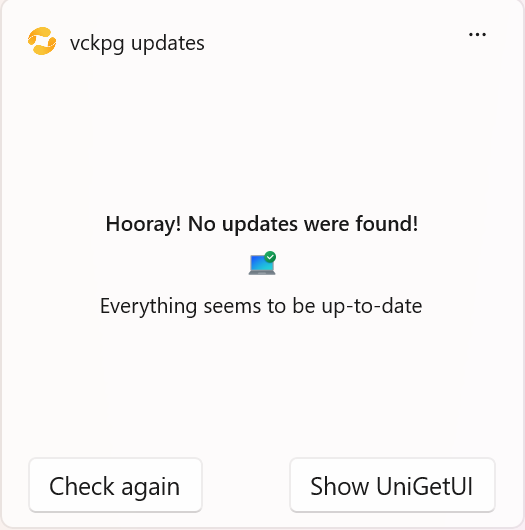 vckpg updates
Hooray! No updates were found!
Everything seems to be up-to-date
Check again
Show UniGetUI